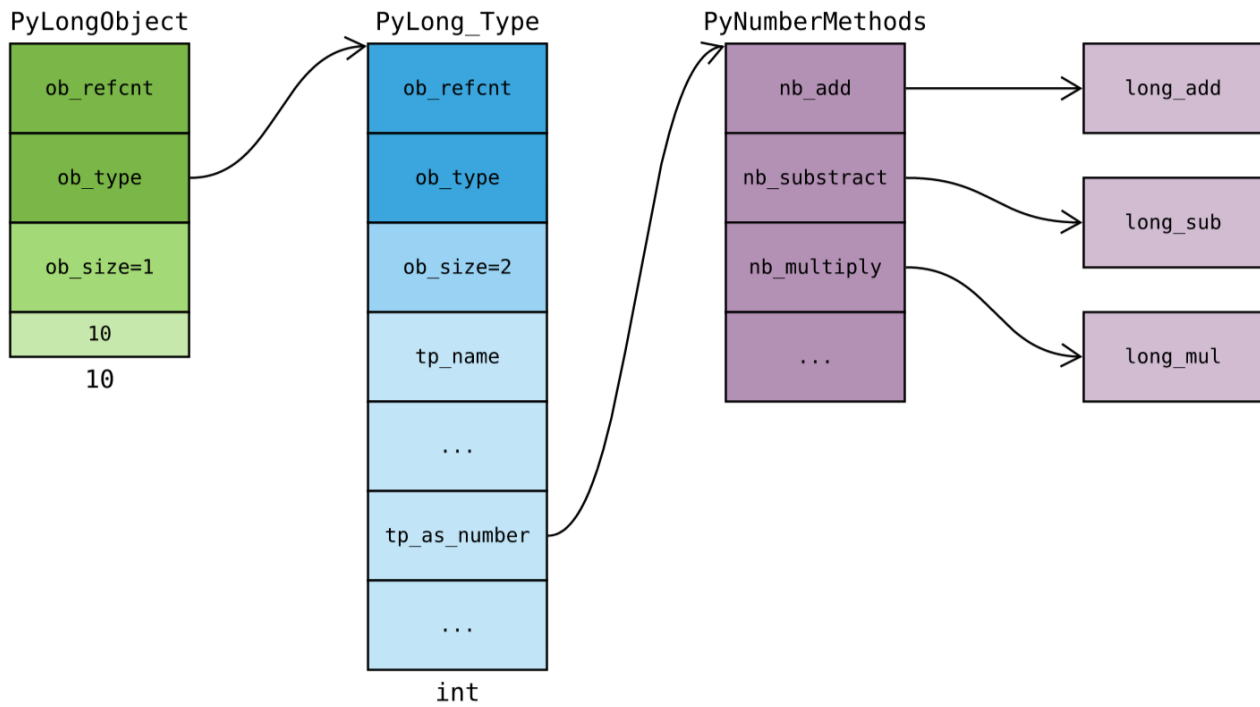 PyLongObject
ob_refcnt
ob_type
ob_size=1
10
10
PyLong_Type
ob_refcnt
ob_type
ob_size=2
tp_name
...
tp_as_number
...
int
PyNumberMethods
nb_add
nb_substract
nb_multiply
...
long_add
long_sub
long_mul